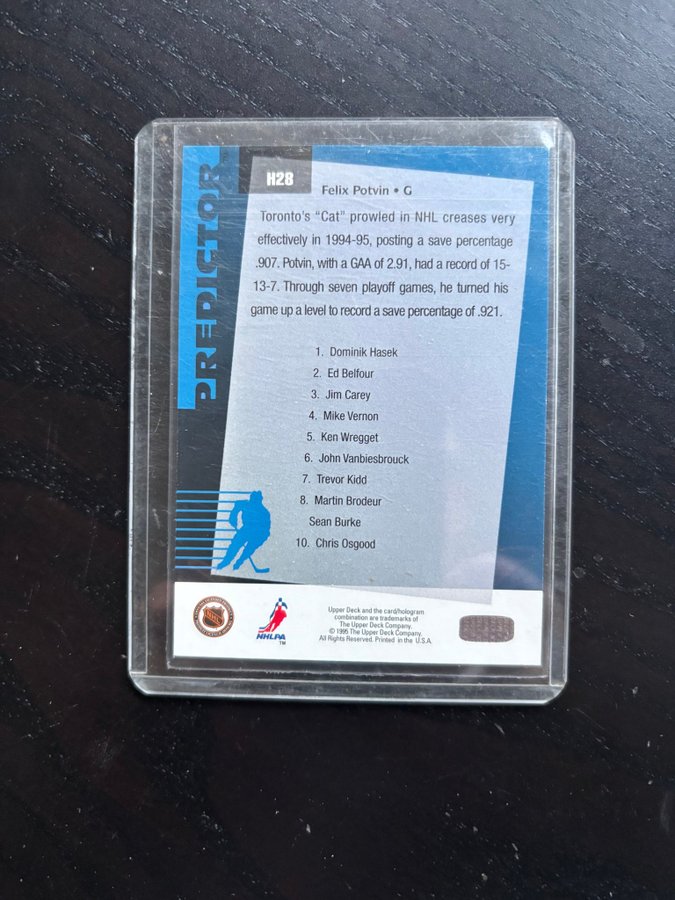 PREDICTOR
H28
Felix Potvin • G
Toronto's "Cat" prowled in NHL creases very
effectively in 1994-95, posting a save percentage
.907. Potvin, with a GAA of 2.91, had a record of 15-
13-7. Through seven playoff games, he turned his
game up a level to record a save percentage of .921.
1. Dominik Hasek
2. Ed Belfour
3. Jim Carey
4. Mike Vernon
5. Ken Wregget
6. John Vanbiesbrouck
7. Trevor Kidd
8. Martin Brodeur
Sean Burke
10. Chris Osgood
NHL
NHLPA
TM
Upper Deck and the card/hologram
combination are trademarks of
The Upper Deck Company.
© 1995 The Upper Deck Company.
All Rights Reserved. Printed in the U.S.A.